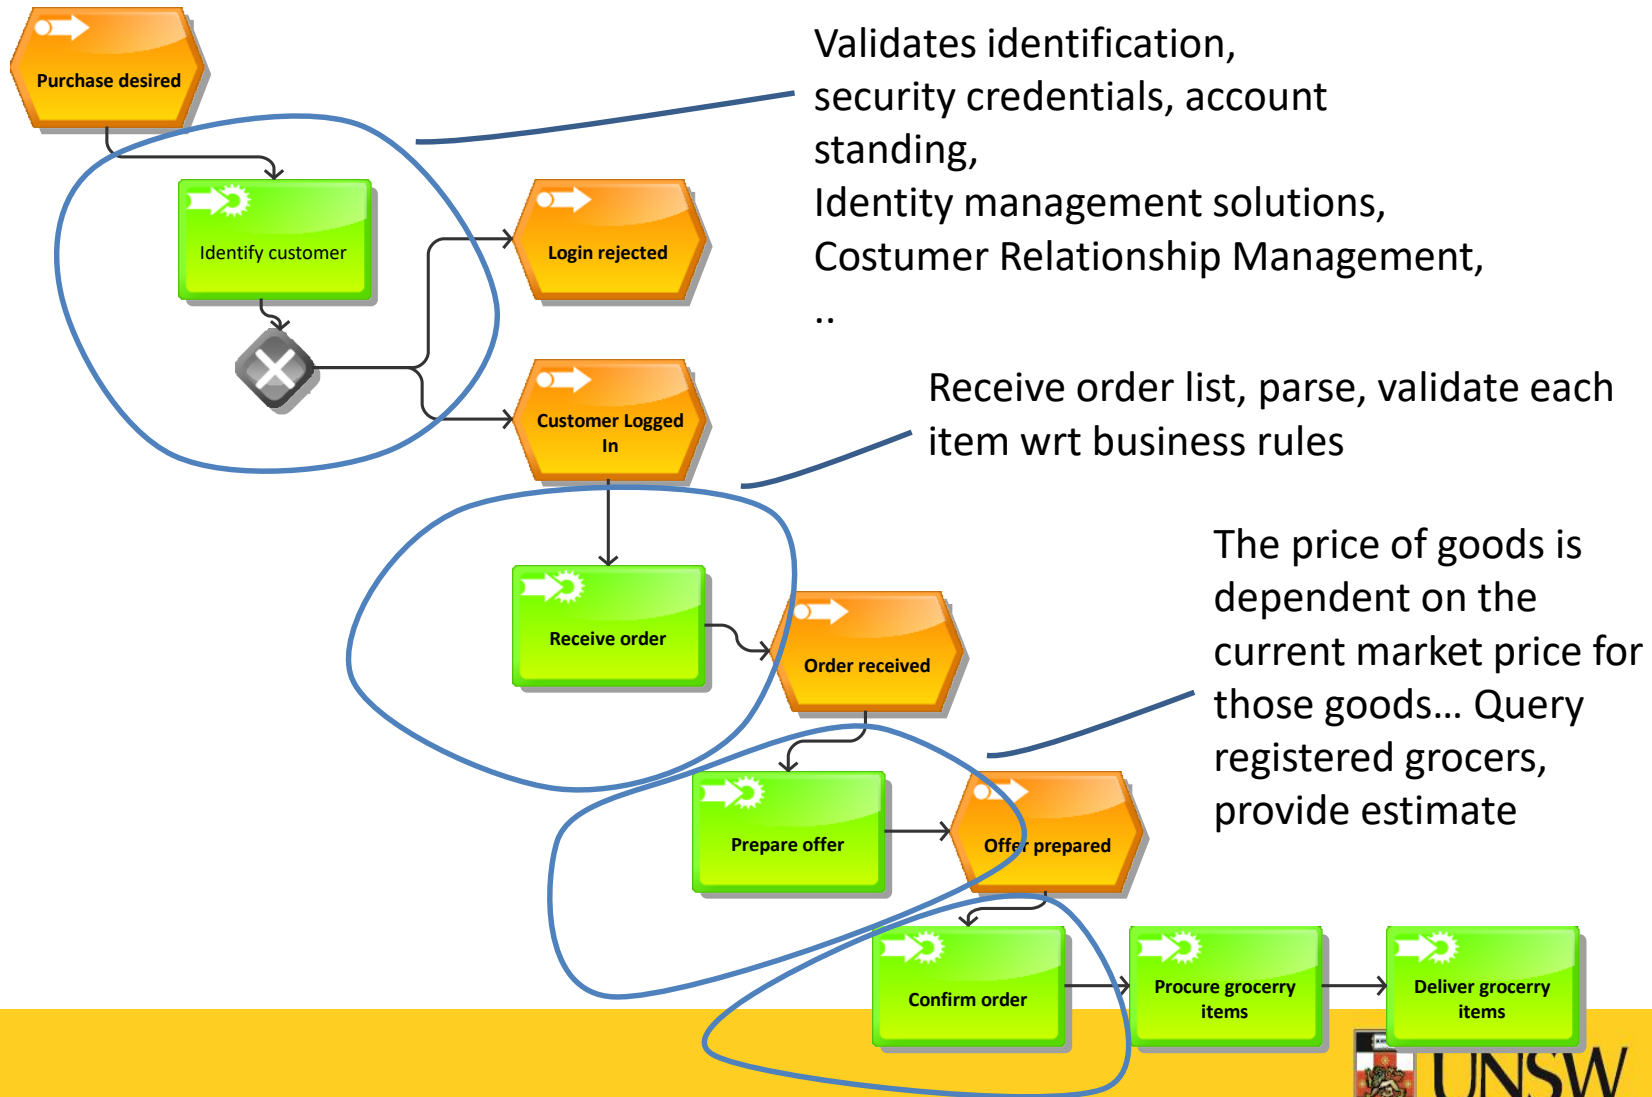 Purchase desired
Validates identification,
security credentials, account
standing,
Identity management solutions,
Costumer Relationship Management,
..
Identify customer
Login rejected
Customer Logged
In
Receive order list, parse, validate each
item wrt business rules
Receive order
Order received
The price of goods is
dependent on the
current market price for
those goods… Query
registered grocers,
provide estimate
Prepare offer
Offer prepared
Confirm order
Procure grocerry
items
Deliver grocerry
items
UNSW